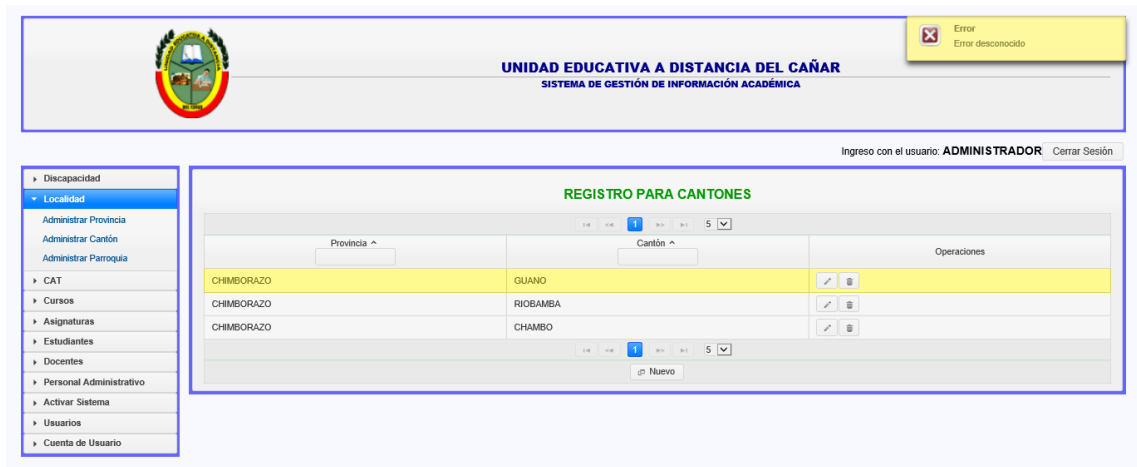 Error
Error desconocido
UNIDAD EDUCATIVA A DISTANCIA DEL CAÑAR
SISTEMA DE GESTIÓN DE INFORMACIÓN ACADÉMICA
Ingreso con el usuario: ADMINISTRADOR Cerrar Sesión
Discapacidad
Localidad
Administrar Provincia
Administrar Cantón
Administrar Parroquia
CAT
Cursos
Asignaturas
Estudiantes
Docentes
Personal Administrativo
Activar Sistema
Usuarios
Cuenta de Usuario
REGISTRO PARA CANTONES
1 5
Provincia Cantón Operaciones
CHIMBORAZO GUANO
CHIMBORAZO RIOBAMBA
CHIMBORAZO CHAMBO
1 5
Nuevo